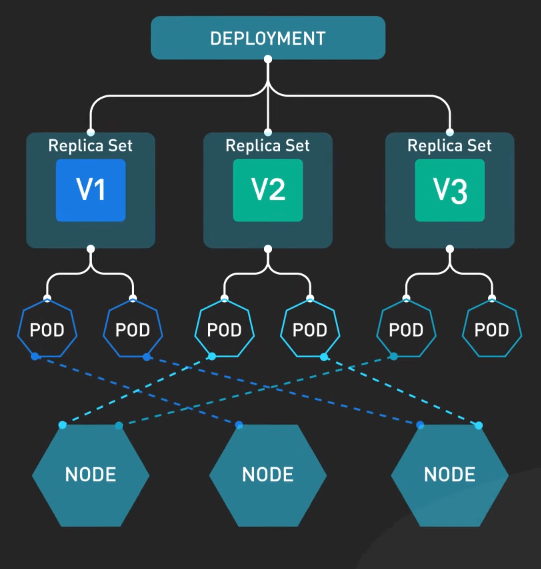 DEPLOYMENT
Replica Set
Replica Set
Replica Set
V1
V2
V3
POD
POD
POD
POD
POD
POD
NODE
NODE
NODE